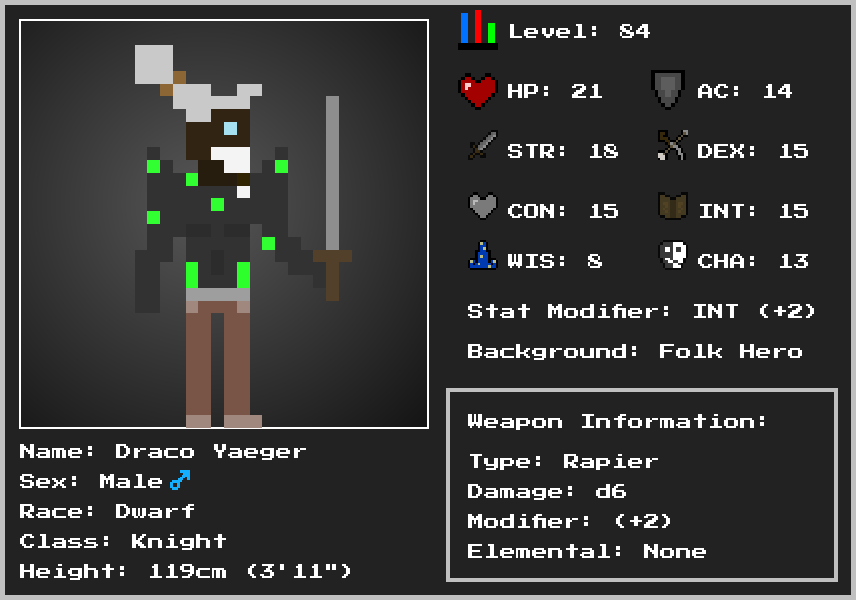 Level: 84
HP: 21
AC: 14
STR: 18
DEX: 15
CON: 15
INT: 15
WIS: 8
CHA: 13
Stat Modifier: INT (+2)
Background: Folk Hero
Weapon Information:
Type: Rapier
Damage: d6
Modifier: (+2)
Elemental: None
Name: Draco Yaeger
Sex: Male ♂
Race: Dwarf
Class: Knight
Height: 119cm (3'11")